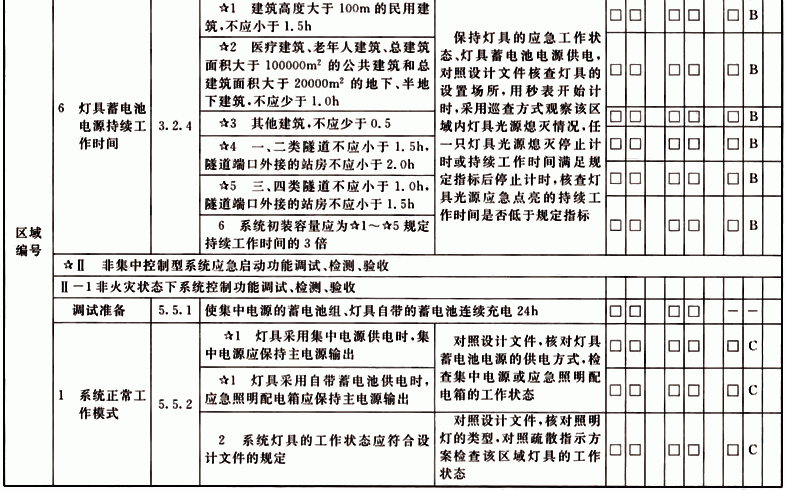 区域
编号
6 灯具蓄电池
电源持续工
作时间
3.2.4
☆1 建筑高度大于100m的民用建
筑,不应小于1.5h
☆2 医疗建筑、老年人建筑、总建筑
面积大于100000m² 的公共建筑和总
建筑面积大于20000m² 的地下、半地
下建筑,不应少于1.0h
☆3 其他建筑,不应少于0.5
☆4 一、二类隧道不应小于1.5h,
隧道端口外接的站房不应小于2.0h
☆5 三、四类隧道不应小于1.0h,
隧道端口外接的站房不应小于1.5h
6 系统初装容量应为☆1~☆5规定
持续工作时间的3倍
保持灯具的应急工作状
态、灯具蓄电池电源供电,
对照设计文件核查灯具的
设置场所,用秒表开始计
时,采用巡查方式观察该区
域内灯具光源熄灭情况,任
一只灯具光源熄灭停止计
时或持续工作时间满足规
定指标后停止计时,核查灯
具光源应急点亮的持续工
作时间是否低于规定指标
□ □ □ □ □ B
□ □ □ □ □ B
□ □ □ □ □ B
□ □ □ □ □ B
□ □ □ □ □ B
□ □ □ □ □ B
☆Ⅱ 非集中控制型系统应急启动功能调试、检测、验收
Ⅱ-1非火灾状态下系统控制功能调试、检测、验收
调试准备 5.5.1 使集中电源的蓄电池组、灯具自带的蓄电池连续充电24h □ □ □ □ — —
1 系统正常工
作模式
5.5.2
☆1 灯具采用集中电源供电时,集
中电源应保持主电源输出
☆1 灯具采用自带蓄电池供电时,
应急照明配电箱应保持主电源输出
对照设计文件,核对灯具
蓄电池电源的供电方式,检
查集中电源或应急照明配
电箱的工作状态
□ □ □ □ □ C
□ □ □ □ □ C
2 系统灯具的工作状态应符合设
计文件的规定
对照设计文件,核对照明
灯的类型,对照疏散指示方
案检查该区域灯具的工作
状态
□ □ □ □ □ C